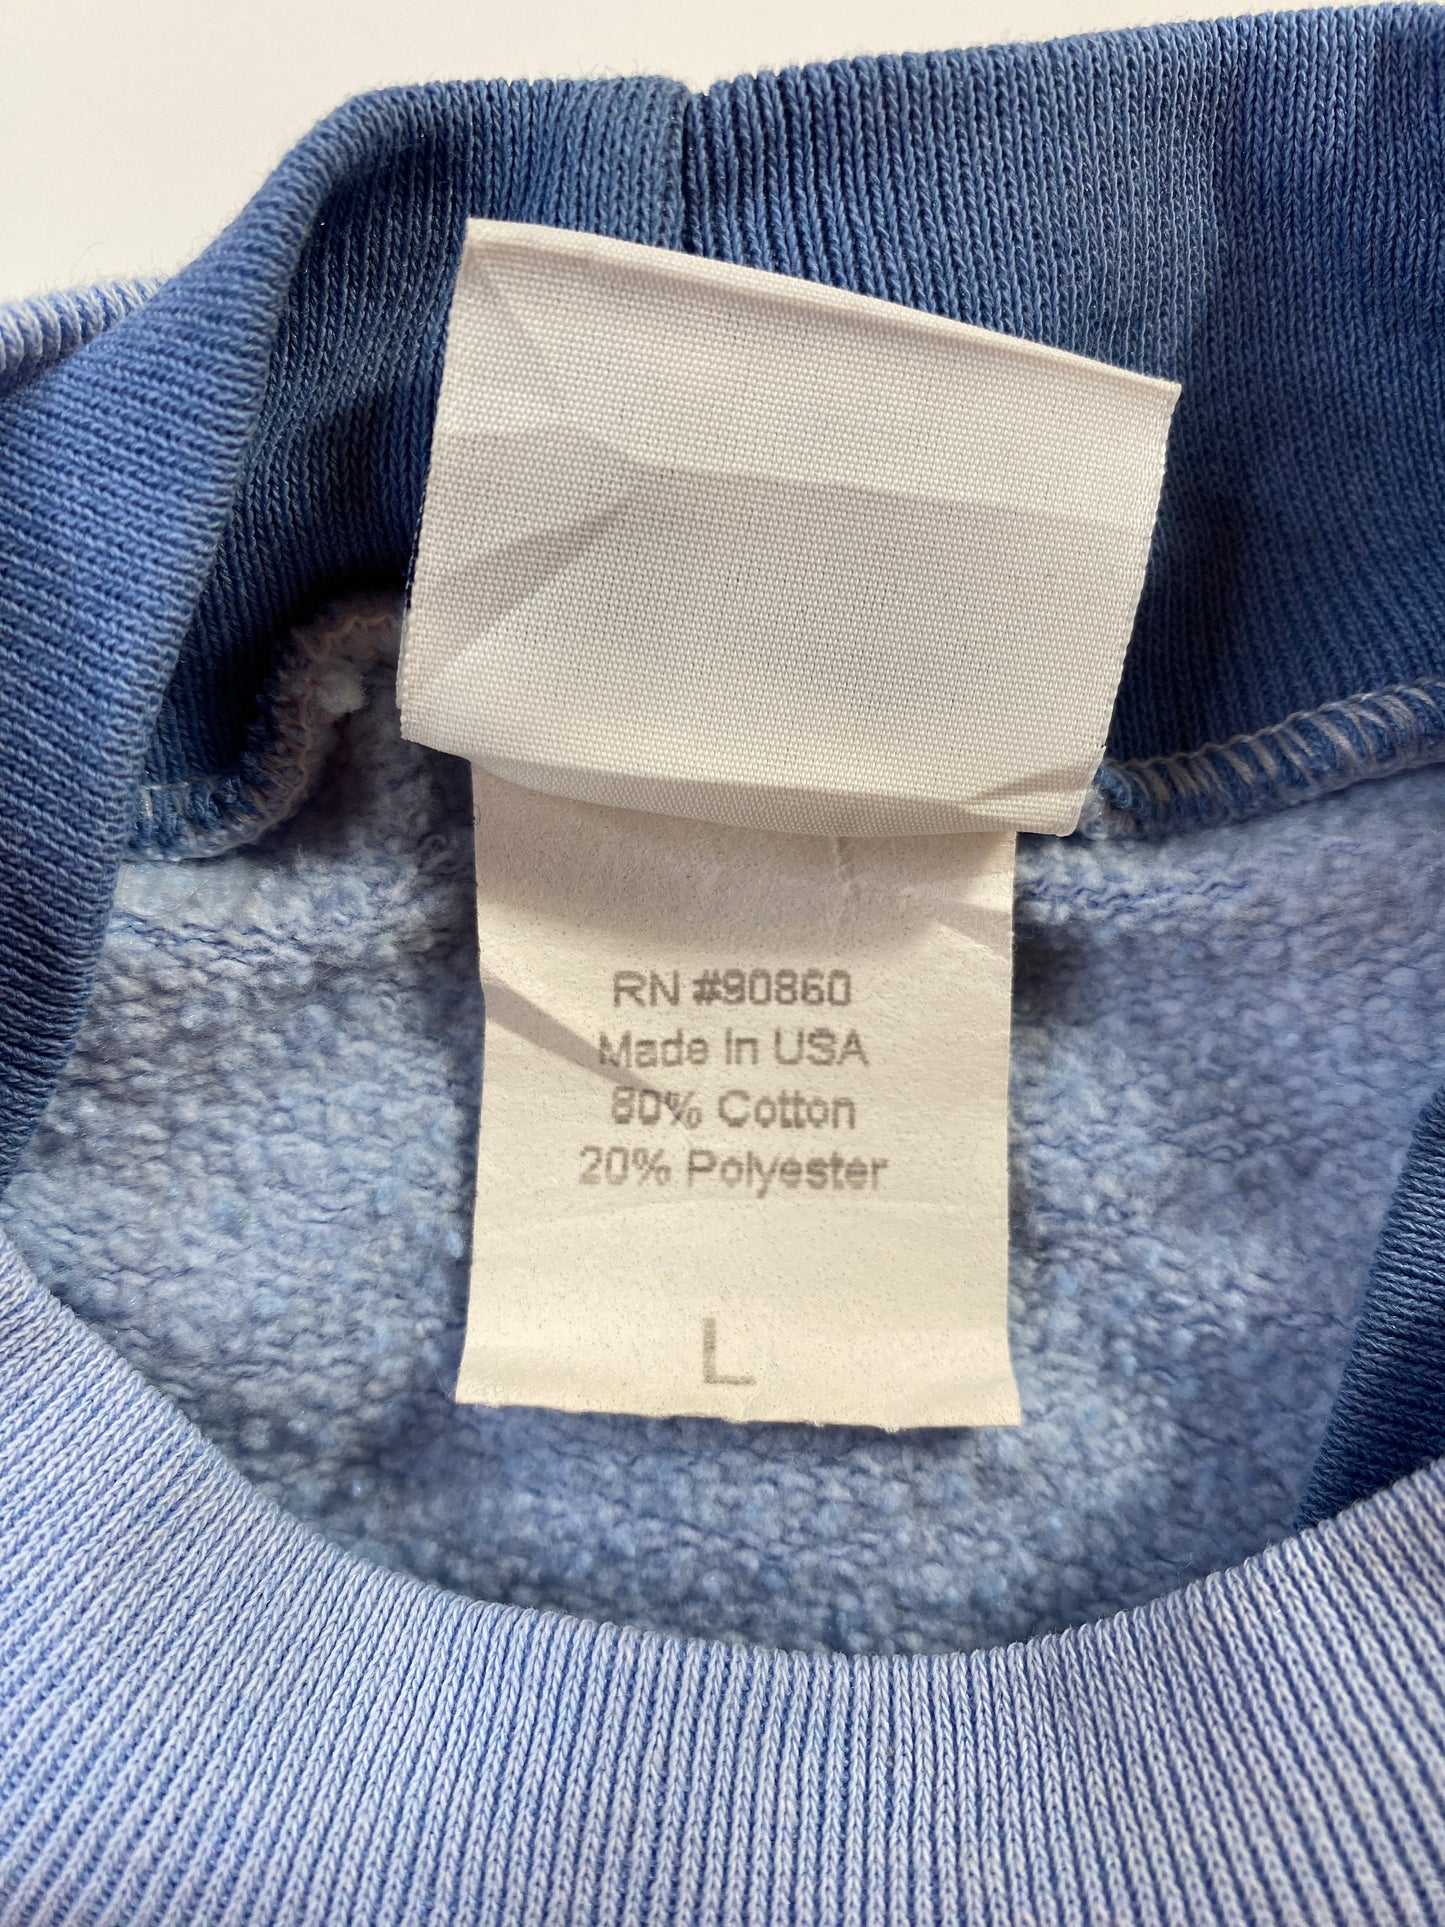 RN #90860
Made In USA
80% Cotton
20% Polyester
L